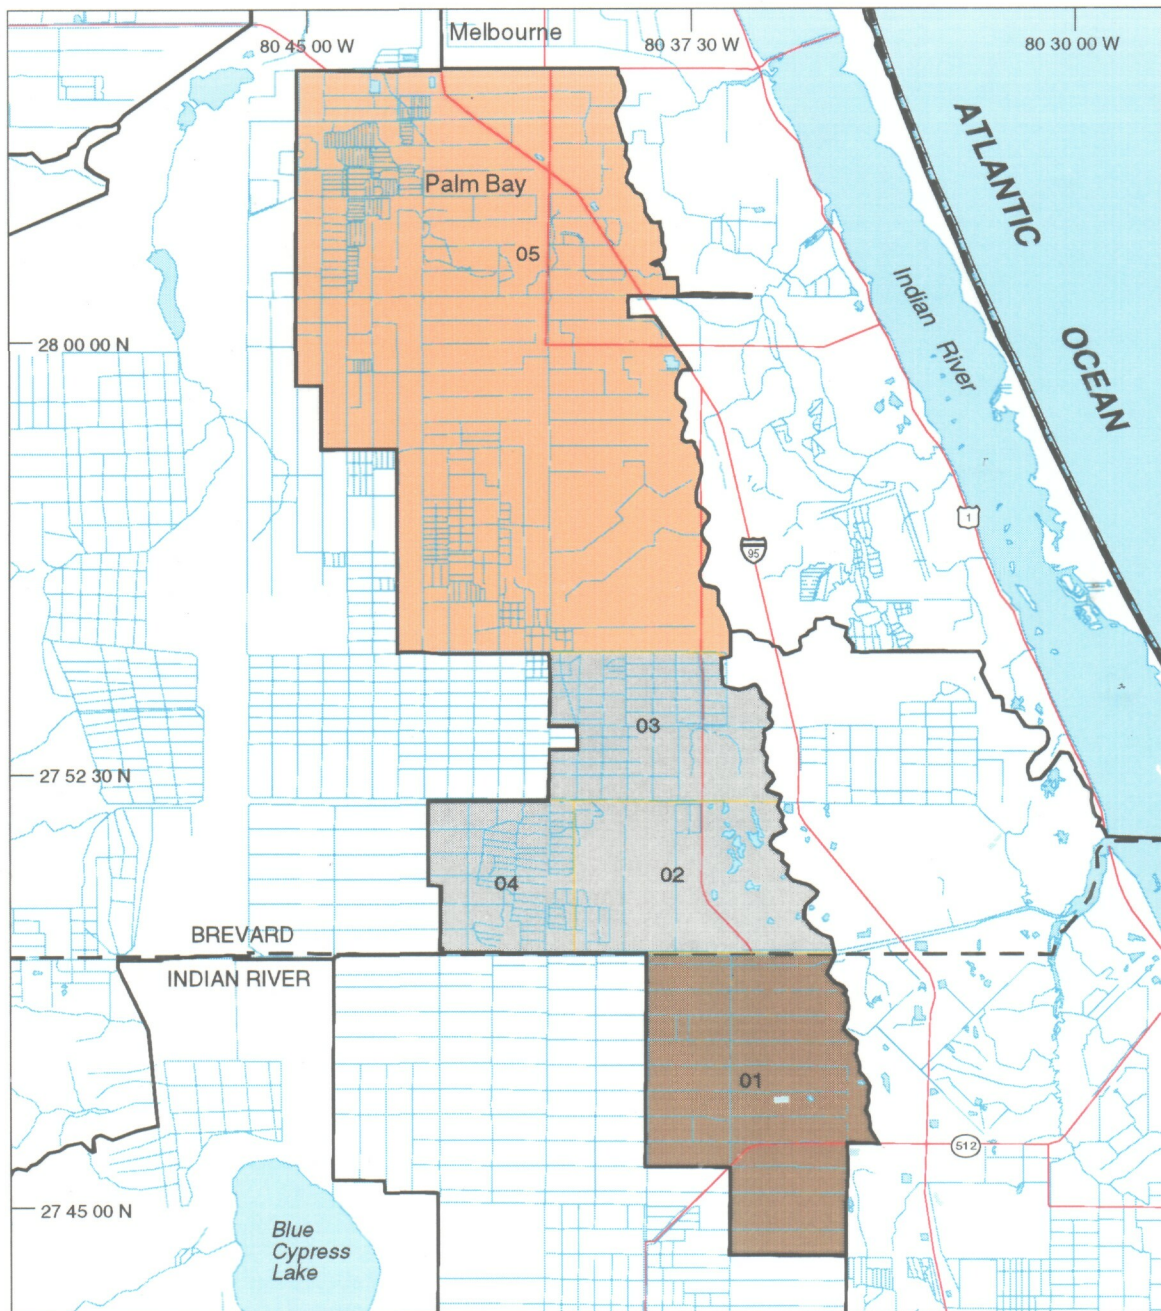 Melbourne
80 45 00 W
80 37 30 W
80 30 00 W
ATLANTIC
OCEAN
Palm Bay
05
Indian
River
28 00 00 N
1
95
03
27 52 30 N
04
02
BREVARD
INDIAN RIVER
01
512
27 45 00 N
Blue
Cypress
Lake